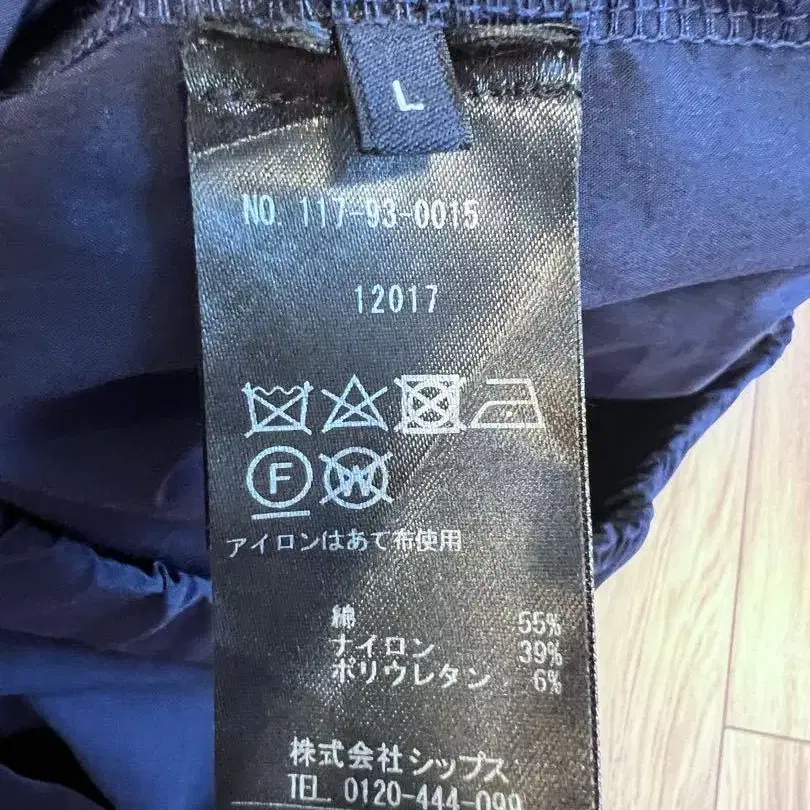 L
NO. 117-93-0015
12017
F
W
アイロンはあて布使用
綿 55%
ナイロン 39%
ポリウレタン 6%
株式会社シップス
TEL 0120-444-099